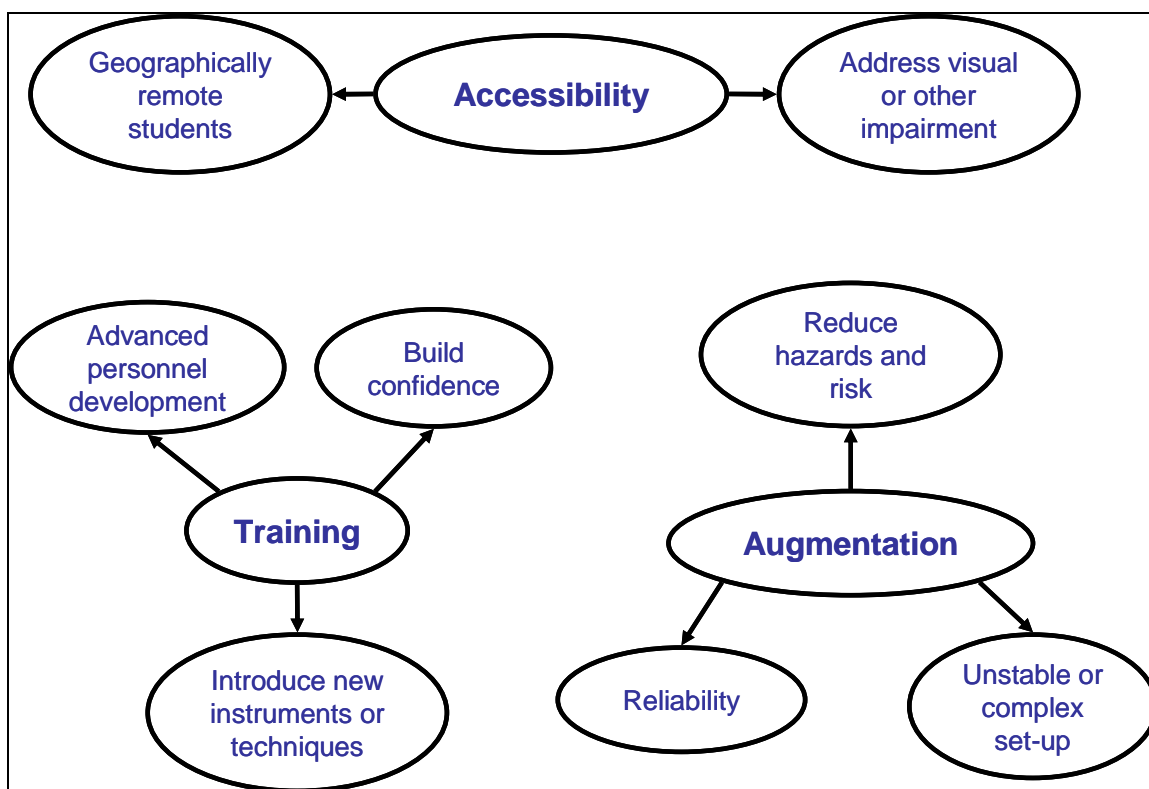 Geographically
remote
students
Accessibility
Address visual
or other
impairment
Advanced
personnel
development
Build
confidence
Training
Introduce new
instruments or
techniques
Reduce
hazards and
risk
Augmentation
Reliability
Unstable or
complex
set-up